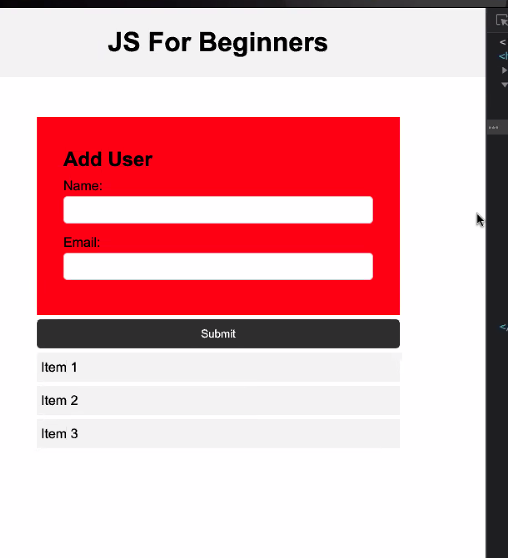 JS For Beginners
Add User
Name:
Email:
Submit
Item 1
Item 2
Item 3